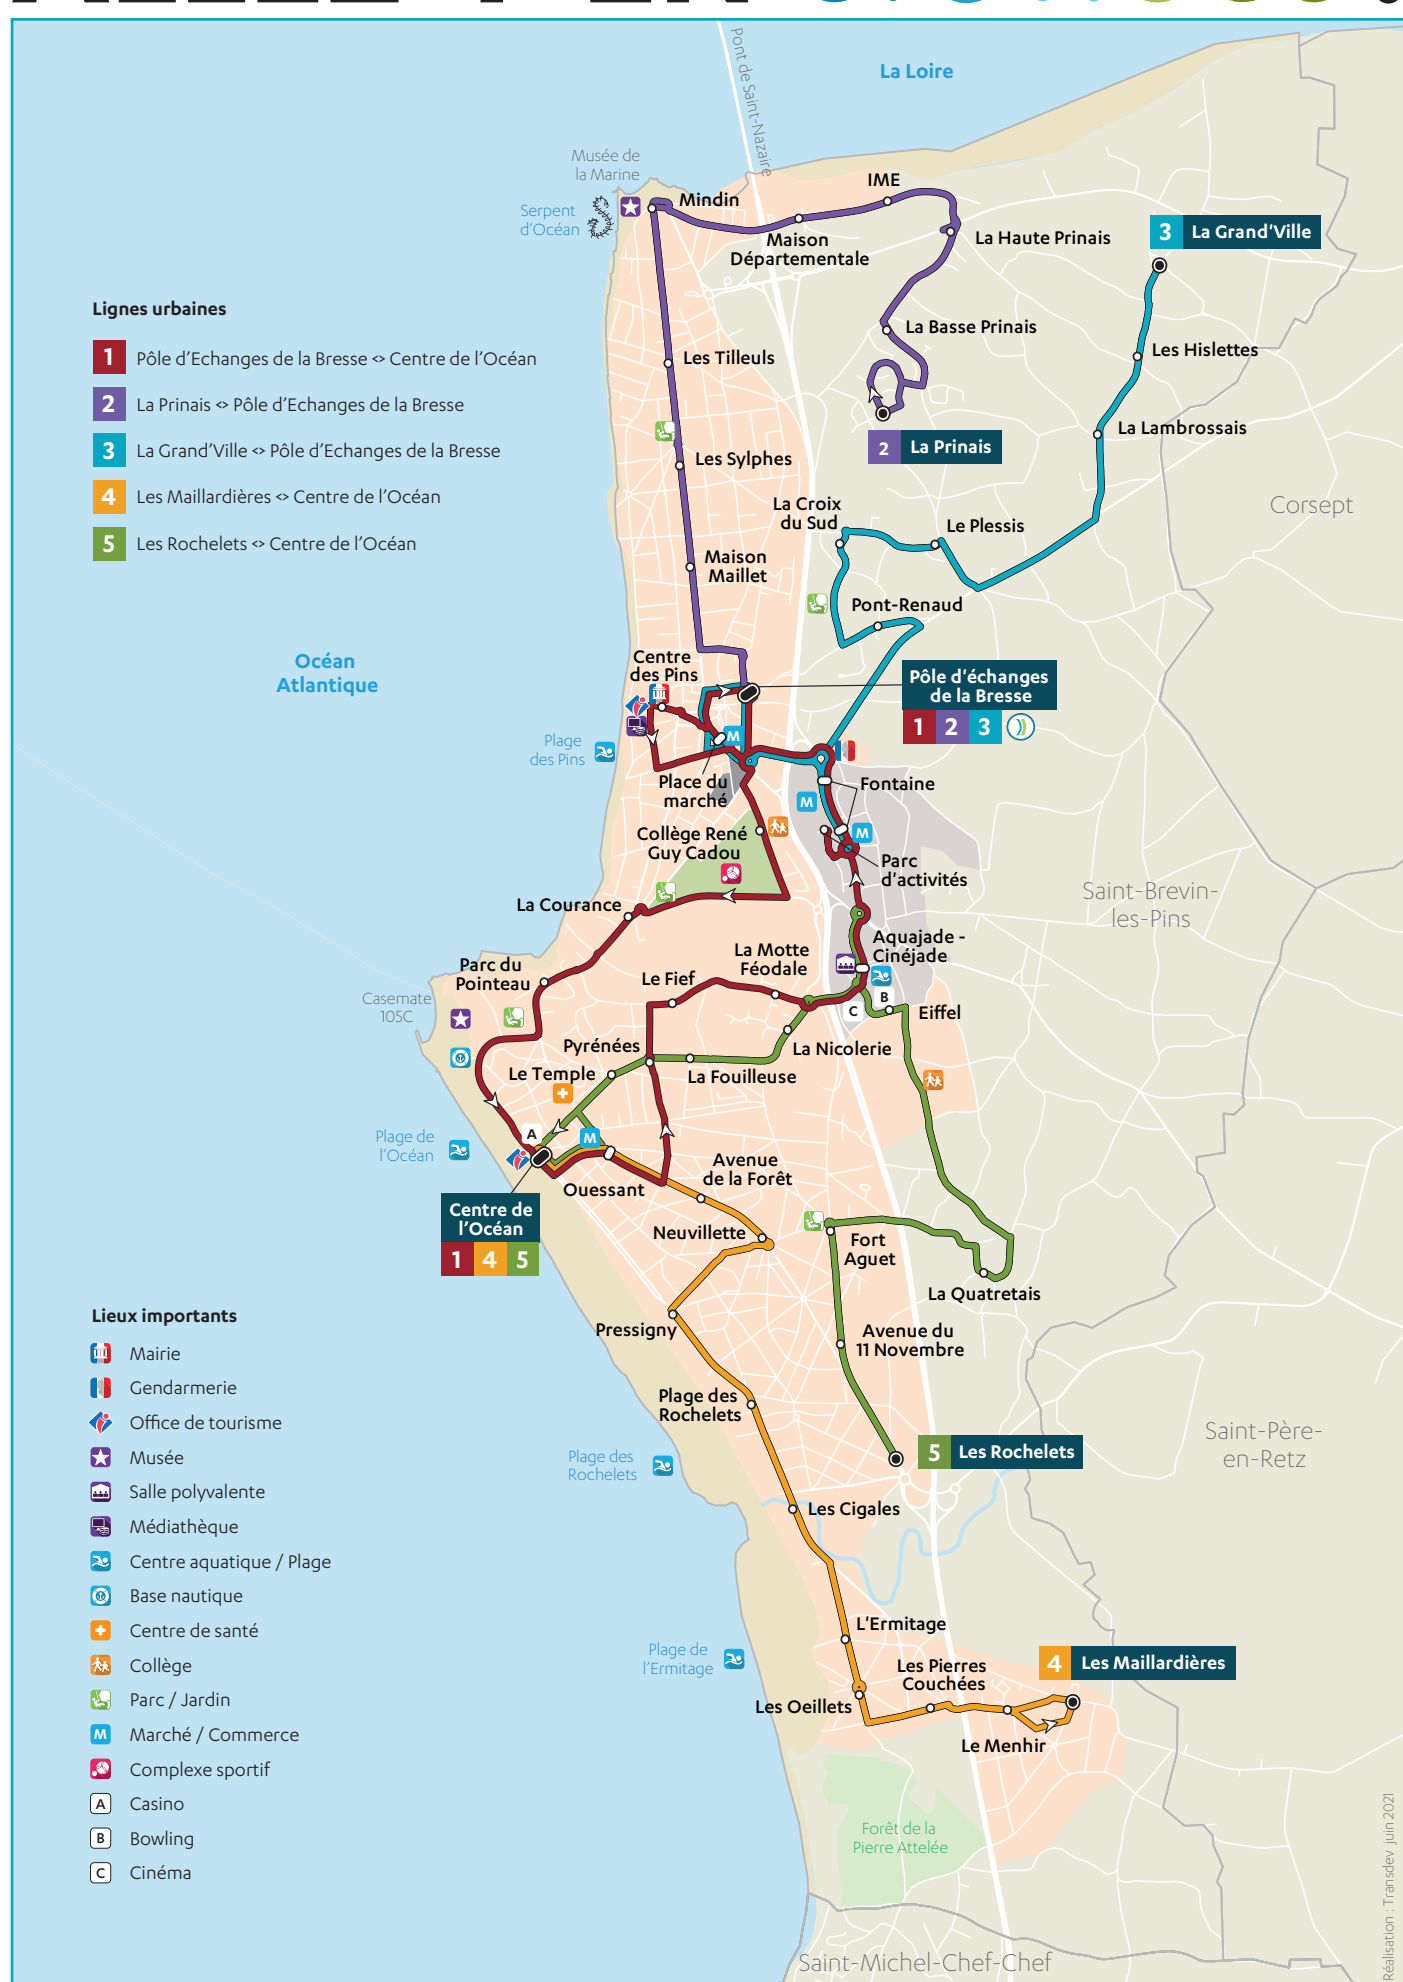 La Loire
Pont de Saint-Nazaire
Musée de
la Marine
Serpent
d'Océan
Mindin
IME
Maison
Départementale
La Haute Prinais
3 La Grand'Ville
Lignes urbaines
1 Pôle d'Echanges de la Bresse <> Centre de l'Océan
2 La Prinais <> Pôle d'Echanges de la Bresse
3 La Grand'Ville <> Pôle d'Echanges de la Bresse
4 Les Maillardières <> Centre de l'Océan
5 Les Rochelets <> Centre de l'Océan
La Basse Prinais
Les Hislettes
Les Tilleuls
La Lambrossais
2 La Prinais
Les Sylphes
La Croix
du Sud
Le Plessis
Corsept
Maison
Maillet
Pont-Renaud
Océan
Atlantique
Centre
des Pins
Pôle d'échanges
de la Bresse
1 2 3
M
Plage
des Pins
Place du
marché
Fontaine
M
M
Collège René
Guy Cadou
Parc
d'activités
Saint-Brevin-
les-Pins
La Courance
Aquajade -
Cinéjade
La Motte
Féodale
Parc du
Pointeau
Le Fief
Casemate
105C
B
C
Eiffel
Pyrénées
La Nicolerie
Le Temple
La Fouilleuse
A
M
Plage de
l'Océan
Avenue
de la Forêt
Ouessant
Centre de
l'Océan
1 4 5
Neuvillette
Fort
Aguet
La Quatretais
Pressigny
Avenue du
11 Novembre
Lieux importants
Mairie
Gendarmerie
Office de tourisme
Musée
Salle polyvalente
Médiathèque
Centre aquatique / Plage
Base nautique
Centre de santé
Collège
Parc / Jardin
M Marché / Commerce
Complexe sportif
A Casino
B Bowling
C Cinéma
Plage des
Rochelets
Saint-Père-
en-Retz
Plage des
Rochelets
5 Les Rochelets
Les Cigales
L'Ermitage
Plage de
l'Ermitage
Les Pierres
Couchées
4 Les Maillardières
Les Oeillets
Le Menhir
Forêt de la
Pierre Attelée
Saint-Michel-Chef-Chef
Réalisation : Transdev juin 2021